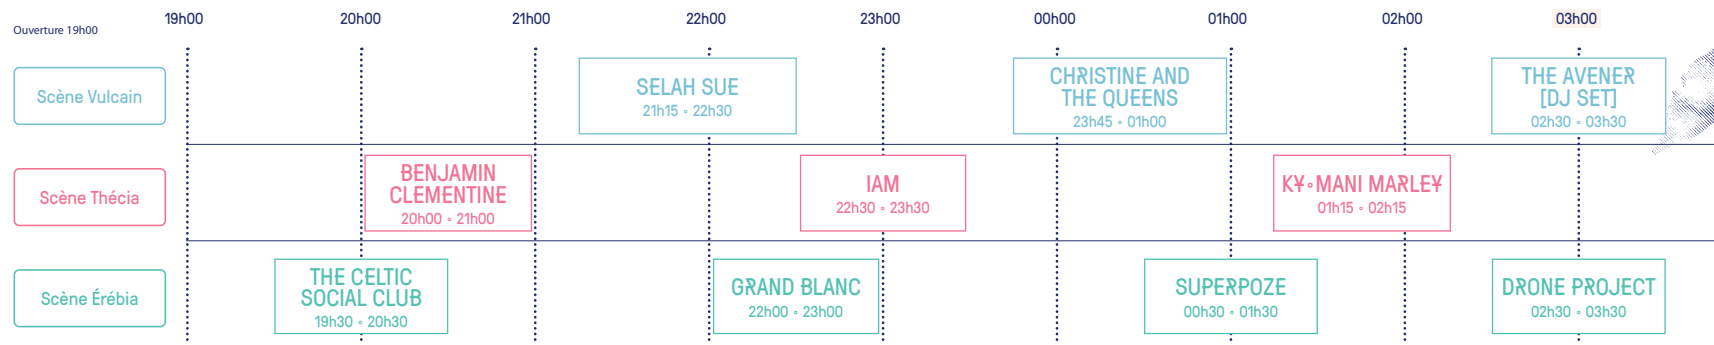 Ouverture 19h00
19h00 20h00 21h00 22h00 23h00 00h00 01h00 02h00 03h00
Scène Vulcain
SELAH SUE
21h15 ◦ 22h30
CHRISTINE AND
THE QUEENS
23h45 ◦ 01h00
THE AVENER
[DJ SET]
02h30 ◦ 03h30
Scène Thécia
BENJAMIN
CLEMENTINE
20h00 ◦ 21h00
IAM
22h30 ◦ 23h30
KY◦MANI MARLEY
01h15 ◦ 02h15
Scène Érébia
THE CELTIC
SOCIAL CLUB
19h30 ◦ 20h30
GRAND BLANC
22h00 ◦ 23h00
SUPERPOZE
00h30 ◦ 01h30
DRONE PROJECT
02h30 ◦ 03h30